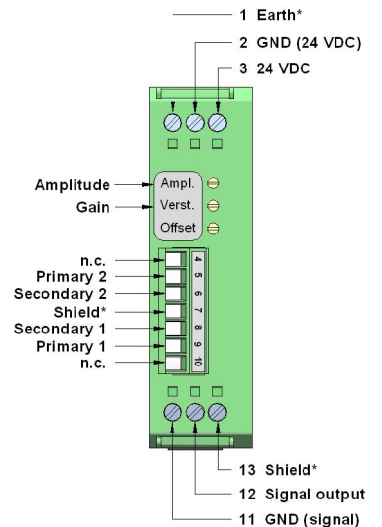 1 Earth*
2 GND (24 VDC)
3 24 VDC
Amplitude
Ampl.
Gain
Verst.
Offset
n.c.
4
Primary 2
5
Secondary 2
6
Shield*
7
Secondary 1
8
Primary 1
9
n.c.
10
13 Shield*
12 Signal output
11 GND (signal)